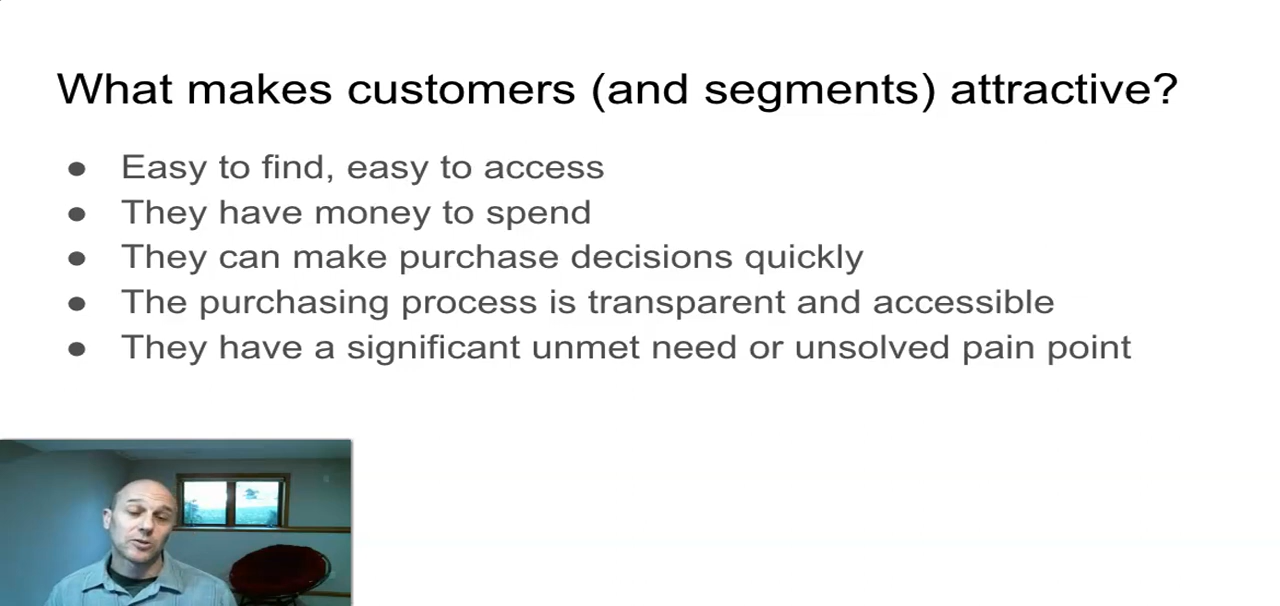 What makes customers (and segments) attractive?
● Easy to find, easy to access
● They have money to spend
● They can make purchase decisions quickly
● The purchasing process is transparent and accessible
● They have a significant unmet need or unsolved pain point